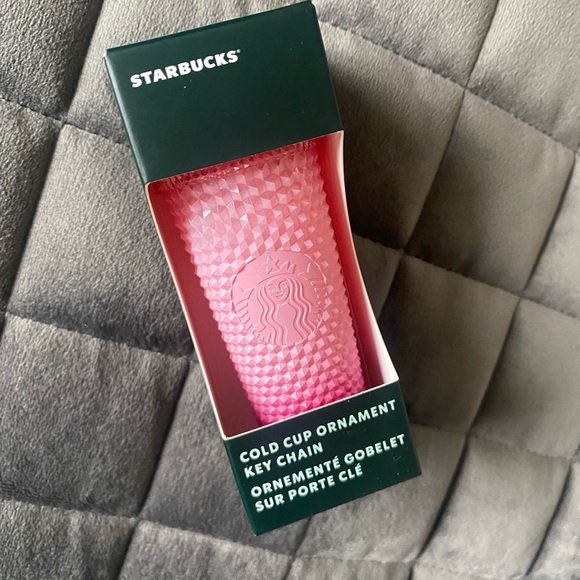 STARBUCKS®
COLD CUP ORNAMENT
KEY CHAIN
ORNEMENTÉ GOBELET
SUR PORTE CLÉ